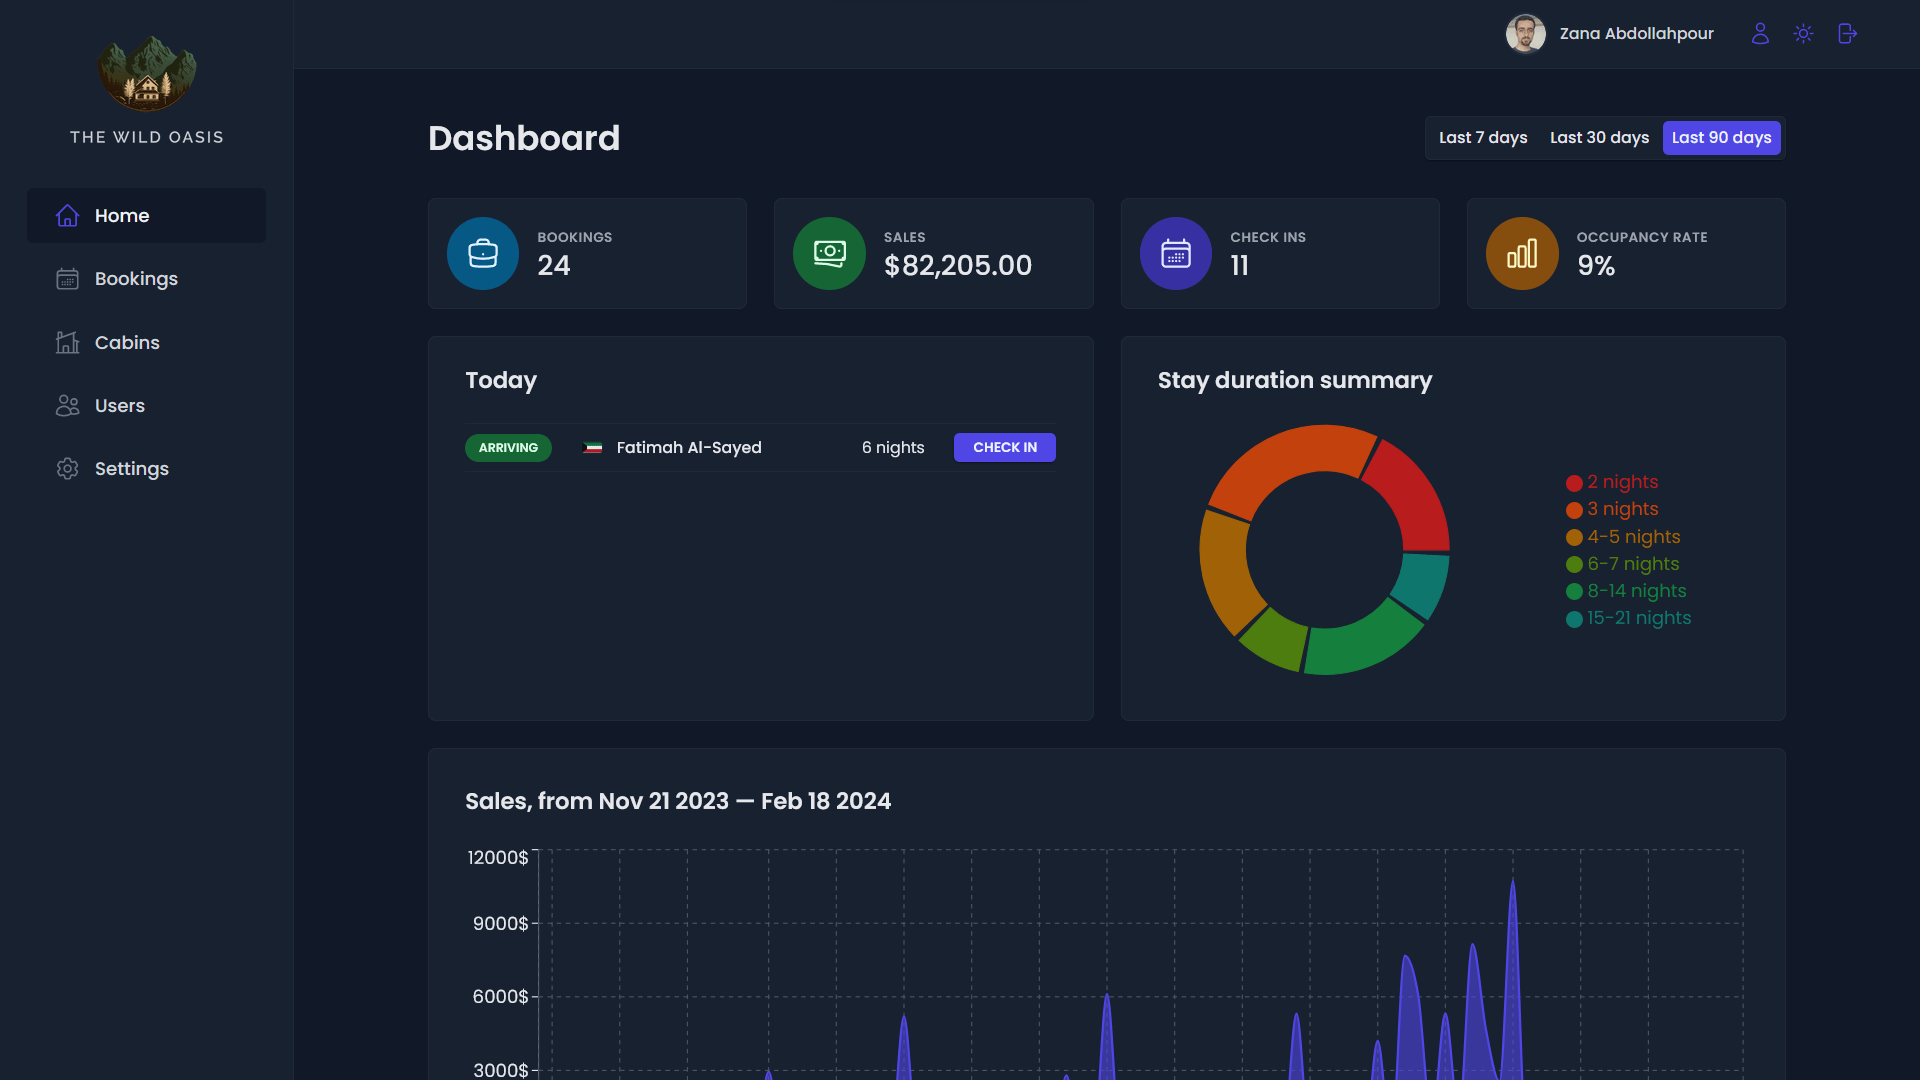 Zana Abdollahpour
THE WILD OASIS
Home
Bookings
Cabins
Users
Settings
Dashboard
Last 7 days Last 30 days Last 90 days
BOOKINGS
24
SALES
$82,205.00
CHECK INS
11
OCCUPANCY RATE
9%
Today
ARRIVING Fatimah Al-Sayed 6 nights CHECK IN
Stay duration summary
2 nights
3 nights
4-5 nights
6-7 nights
8-14 nights
15-21 nights
Sales, from Nov 21 2023 — Feb 18 2024
12000$
9000$
6000$
3000$